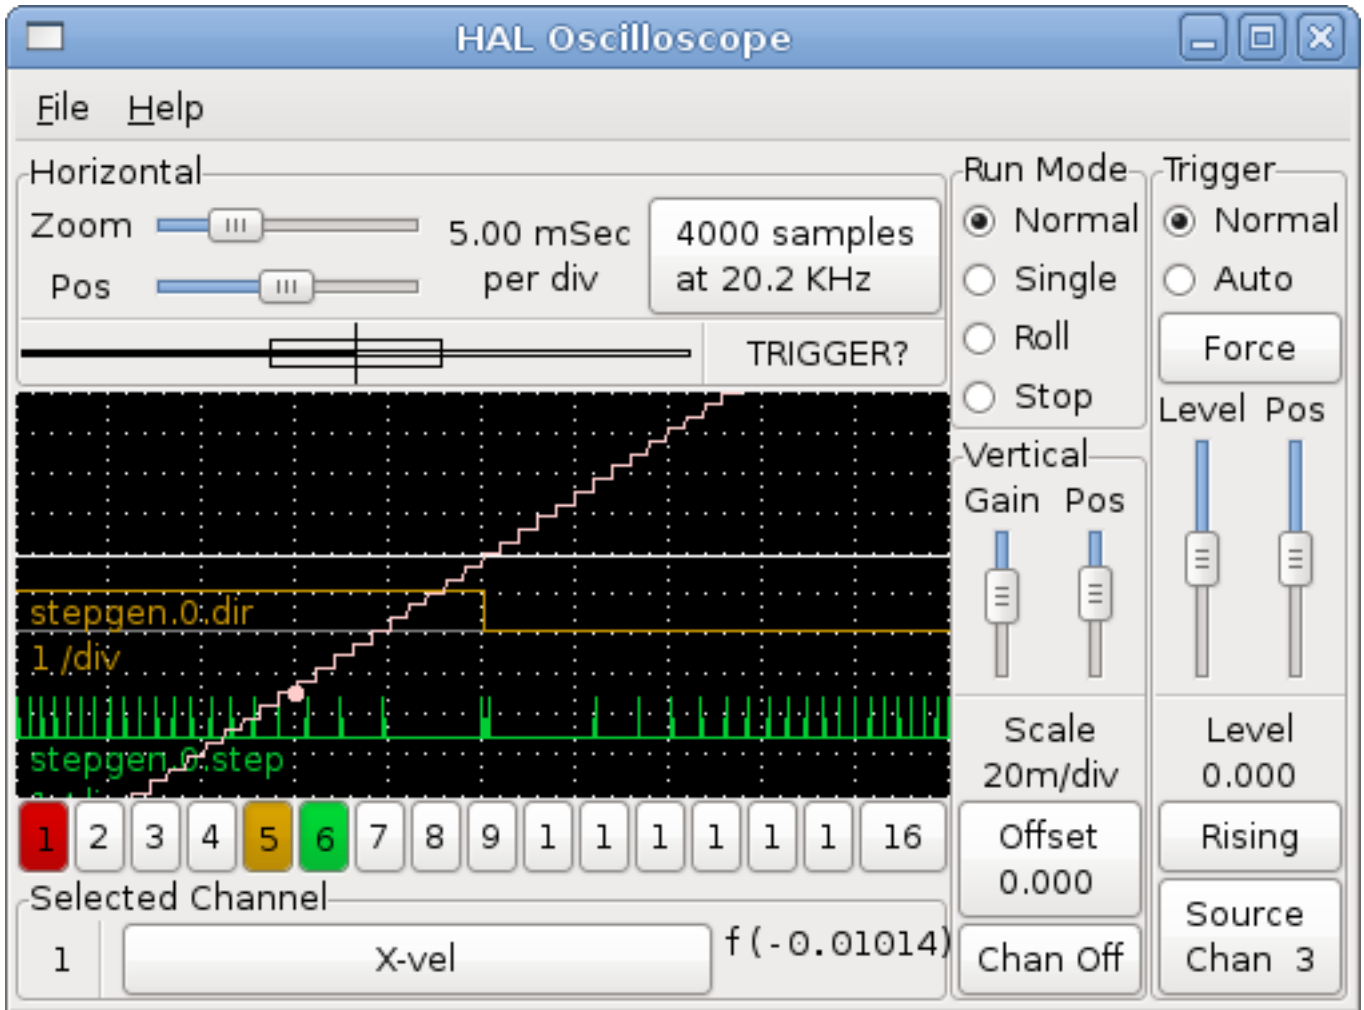 HAL Oscilloscope
File Help
Horizontal
Zoom
Pos
5.00 mSec
per div
4000 samples
at 20.2 KHz
TRIGGER?
Run Mode
Normal
Single
Roll
Stop
Trigger
Normal
Auto
Force
Level Pos
Vertical
Gain Pos
stepgen.0.dir
1 /div
stepgen.0.step
Scale
20m/div
Level
0.000
Offset
0.000
Rising
Chan Off
Source
Chan 3
1 2 3 4 5 6 7 8 9 1 1 1 1 1 1 16
Selected Channel
1
X-vel
f(-0.01014)